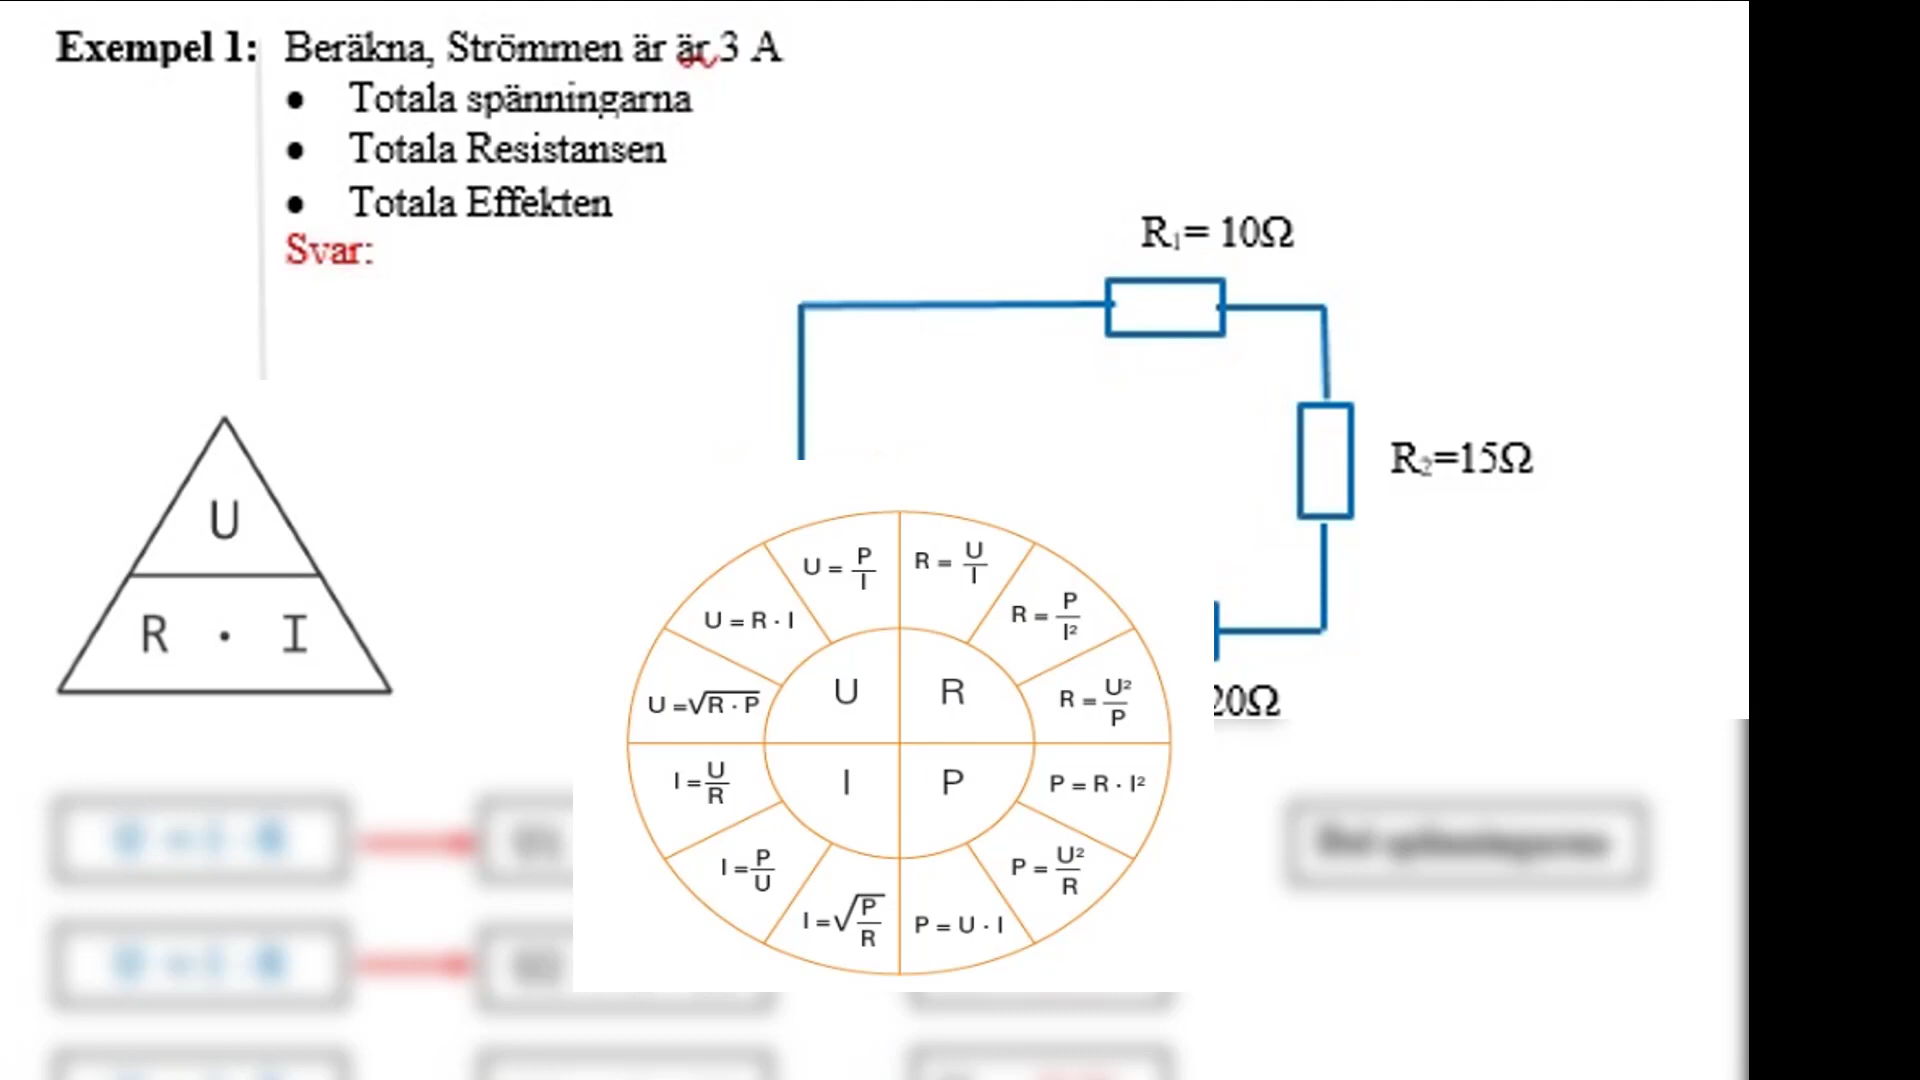 Exempel 1: Beräkna, Strömmen är är 3 A
• Totala spänningarna
• Totala Resistansen
• Totala Effekten
Svar:
R₁= 10Ω
R₂=15Ω
20Ω
U
R · I
U = P/I
R = U/I
U = R · I
R = P/I²
U =√R · P
R = U²/P
U
R
I
P
I = U/R
P = R · I²
I = P/U
P = U²/R
I = √P/R
P = U · I